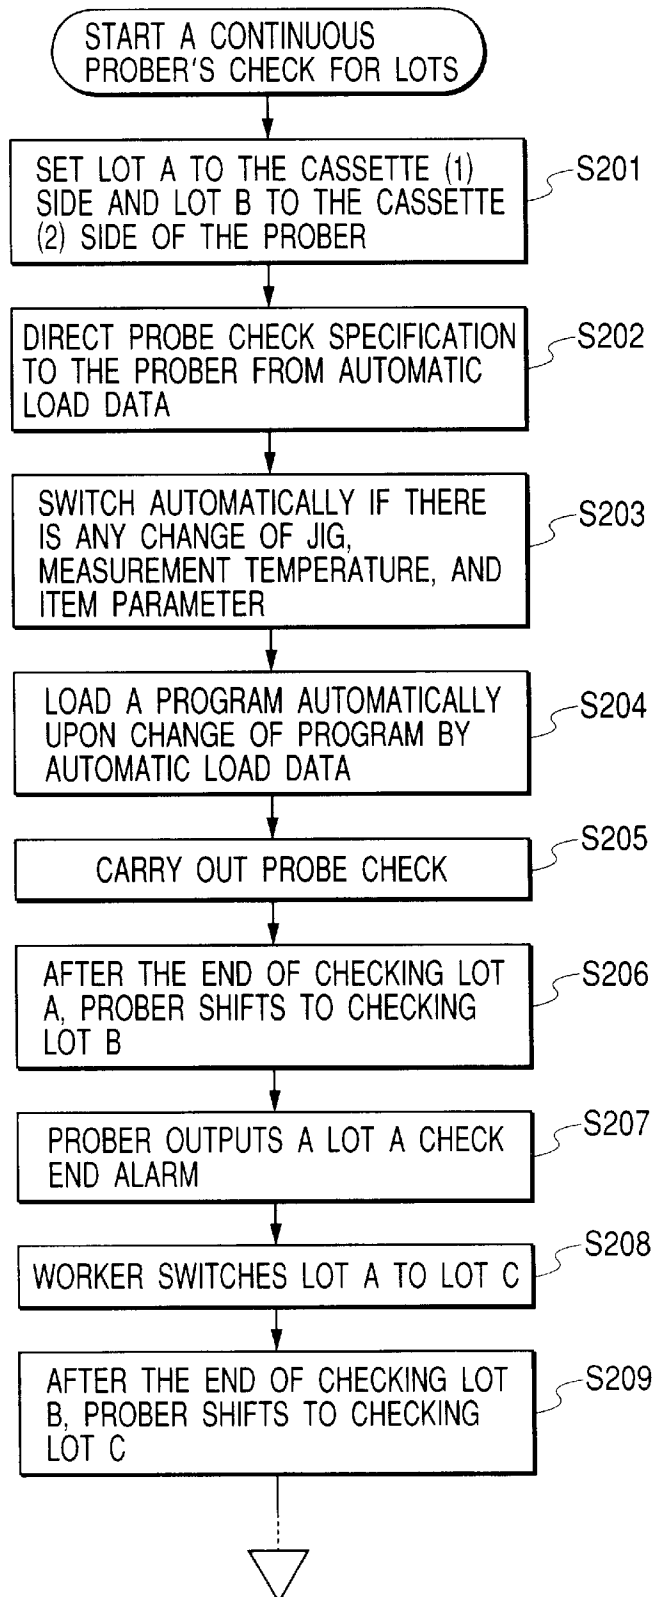 START A CONTINUOUS
PROBER'S CHECK FOR LOTS
SET LOT A TO THE CASSETTE (1)
SIDE AND LOT B TO THE CASSETTE
(2) SIDE OF THE PROBER
S201
DIRECT PROBE CHECK SPECIFICATION
TO THE PROBER FROM AUTOMATIC
LOAD DATA
S202
SWITCH AUTOMATICALLY IF THERE
IS ANY CHANGE OF JIG,
MEASUREMENT TEMPERATURE, AND
ITEM PARAMETER
S203
LOAD A PROGRAM AUTOMATICALLY
UPON CHANGE OF PROGRAM BY
AUTOMATIC LOAD DATA
S204
CARRY OUT PROBE CHECK
S205
AFTER THE END OF CHECKING LOT
A, PROBER SHIFTS TO CHECKING
LOT B
S206
PROBER OUTPUTS A LOT A CHECK
END ALARM
S207
WORKER SWITCHES LOT A TO LOT C
S208
AFTER THE END OF CHECKING LOT
B, PROBER SHIFTS TO CHECKING
LOT C
S209